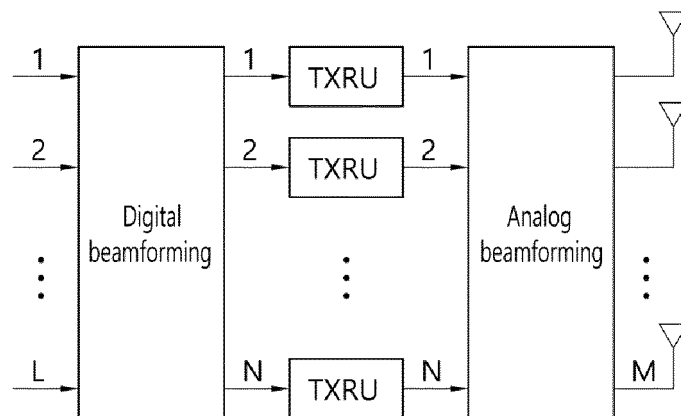 1 1 TXRU 1
2 2 TXRU 2
Digital
beamforming
Analog
beamforming
L N TXRU N M